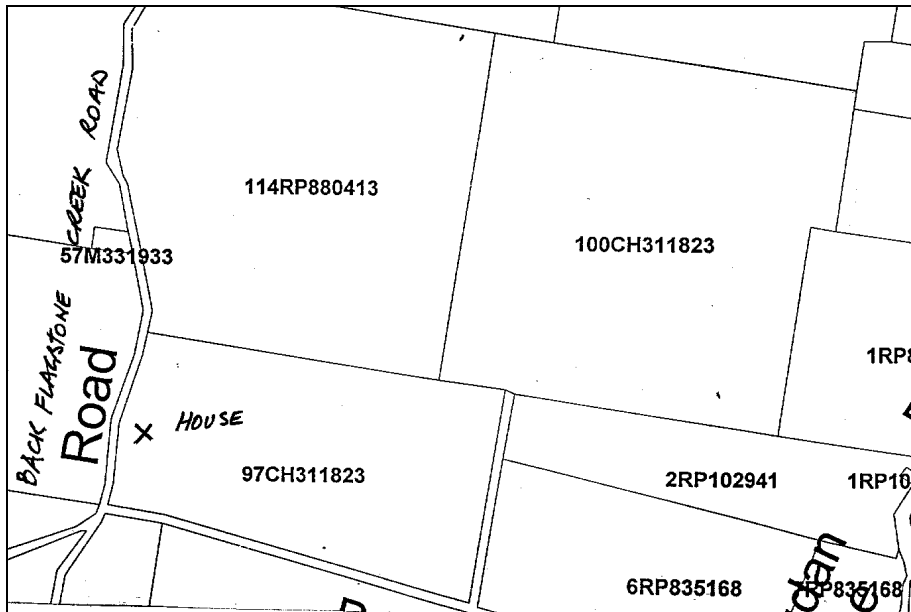 BACK FLAGSTONE CREEK ROAD
114RP880413
100CH311823
57M331933
Road
HOUSE
97CH311823
2RP102941
6RP835168